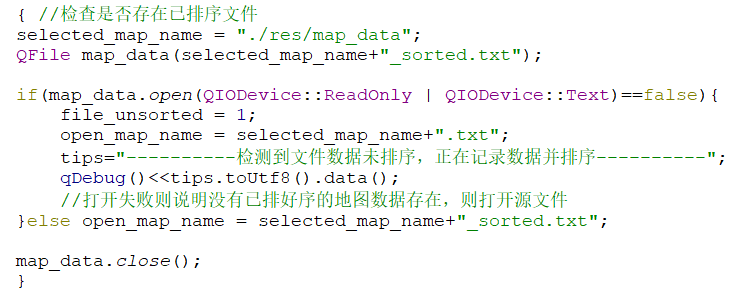 { //检查是否存在已排序文件
selected_map_name = "./res/map_data";
QFile map_data(selected_map_name+"_sorted.txt");
if(map_data.open(QIODevice::ReadOnly | QIODevice::Text)==false){
file_unsorted = 1;
open_map_name = selected_map_name+".txt";
tips="----------检测到文件数据未排序，正在记录数据并排序----------";
qDebug()<<tips.toUtf8().data();
//打开失败则说明没有已排好序的地图数据存在，则打开源文件
}else open_map_name = selected_map_name+"_sorted.txt";
map_data.close();
}